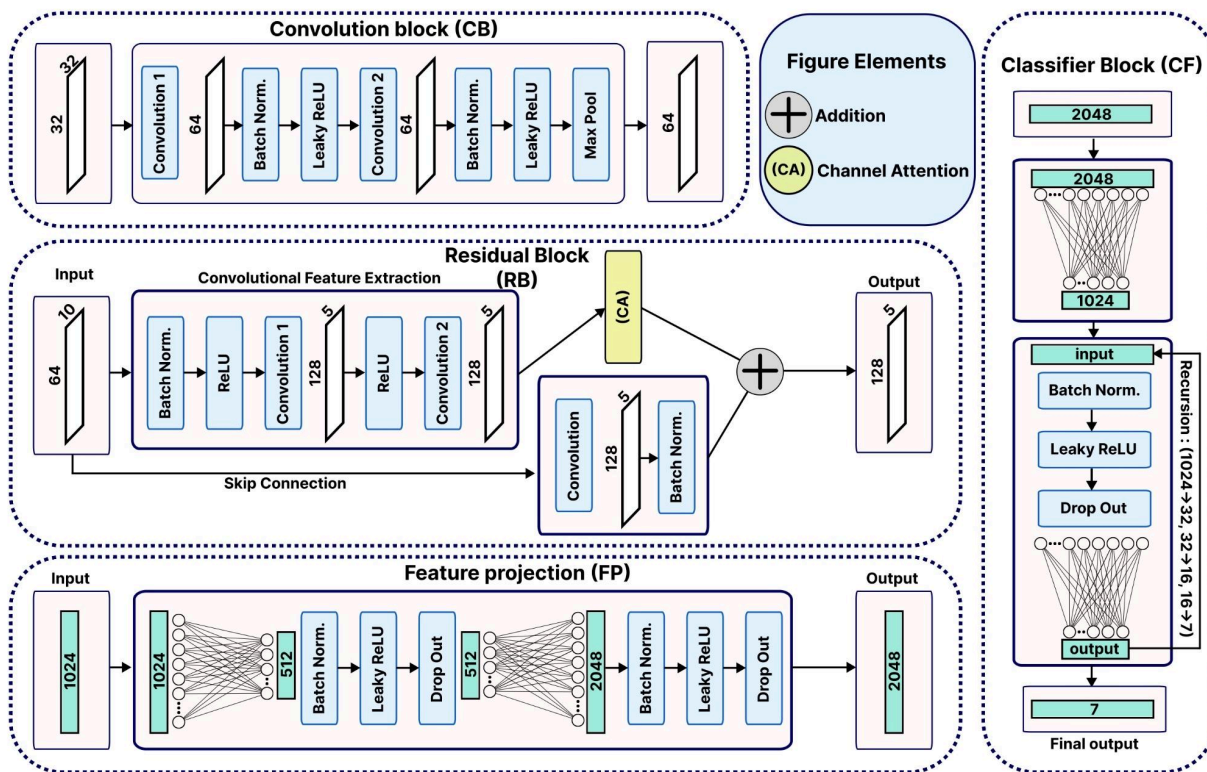 Convolution block (CB)
32
32
Convolution 1
64
Batch Norm.
Leaky ReLU
Convolution 2
64
Batch Norm.
Leaky ReLU
Max Pool
64
Figure Elements
Addition
(CA)
Channel Attention
Residual Block
(RB)
Input
Convolutional Feature Extraction
Output
10
64
Batch Norm.
ReLU
Convolution 1
5
128
ReLU
Convolution 2
5
128
(CA)
Skip Connection
Convolution
5
128
Batch Norm.
5
128
Feature projection (FP)
Input
Output
1024
1024
512
Batch Norm.
Leaky ReLU
Drop Out
512
2048
Batch Norm.
Leaky ReLU
Drop Out
2048
Classifier Block (CF)
2048
2048
1024
input
Batch Norm.
Leaky ReLU
Drop Out
output
Recursion : (1024→32, 32→16, 16→7)
7
Final output